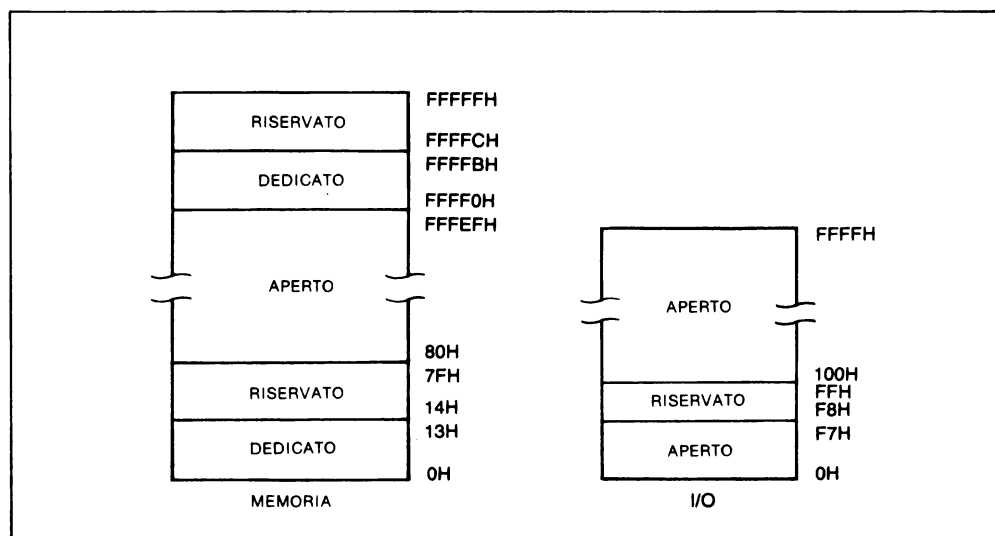 FFFFFH
RISERVATO
FFFFCH
FFFFBH
DEDICATO
FFFF0H
FFFEFH
APERTO
80H
7FH
RISERVATO
14H
13H
DEDICATO
0H
MEMORIA
FFFFH
APERTO
100H
FFH
RISERVATO
F8H
F7H
APERTO
0H
I/O